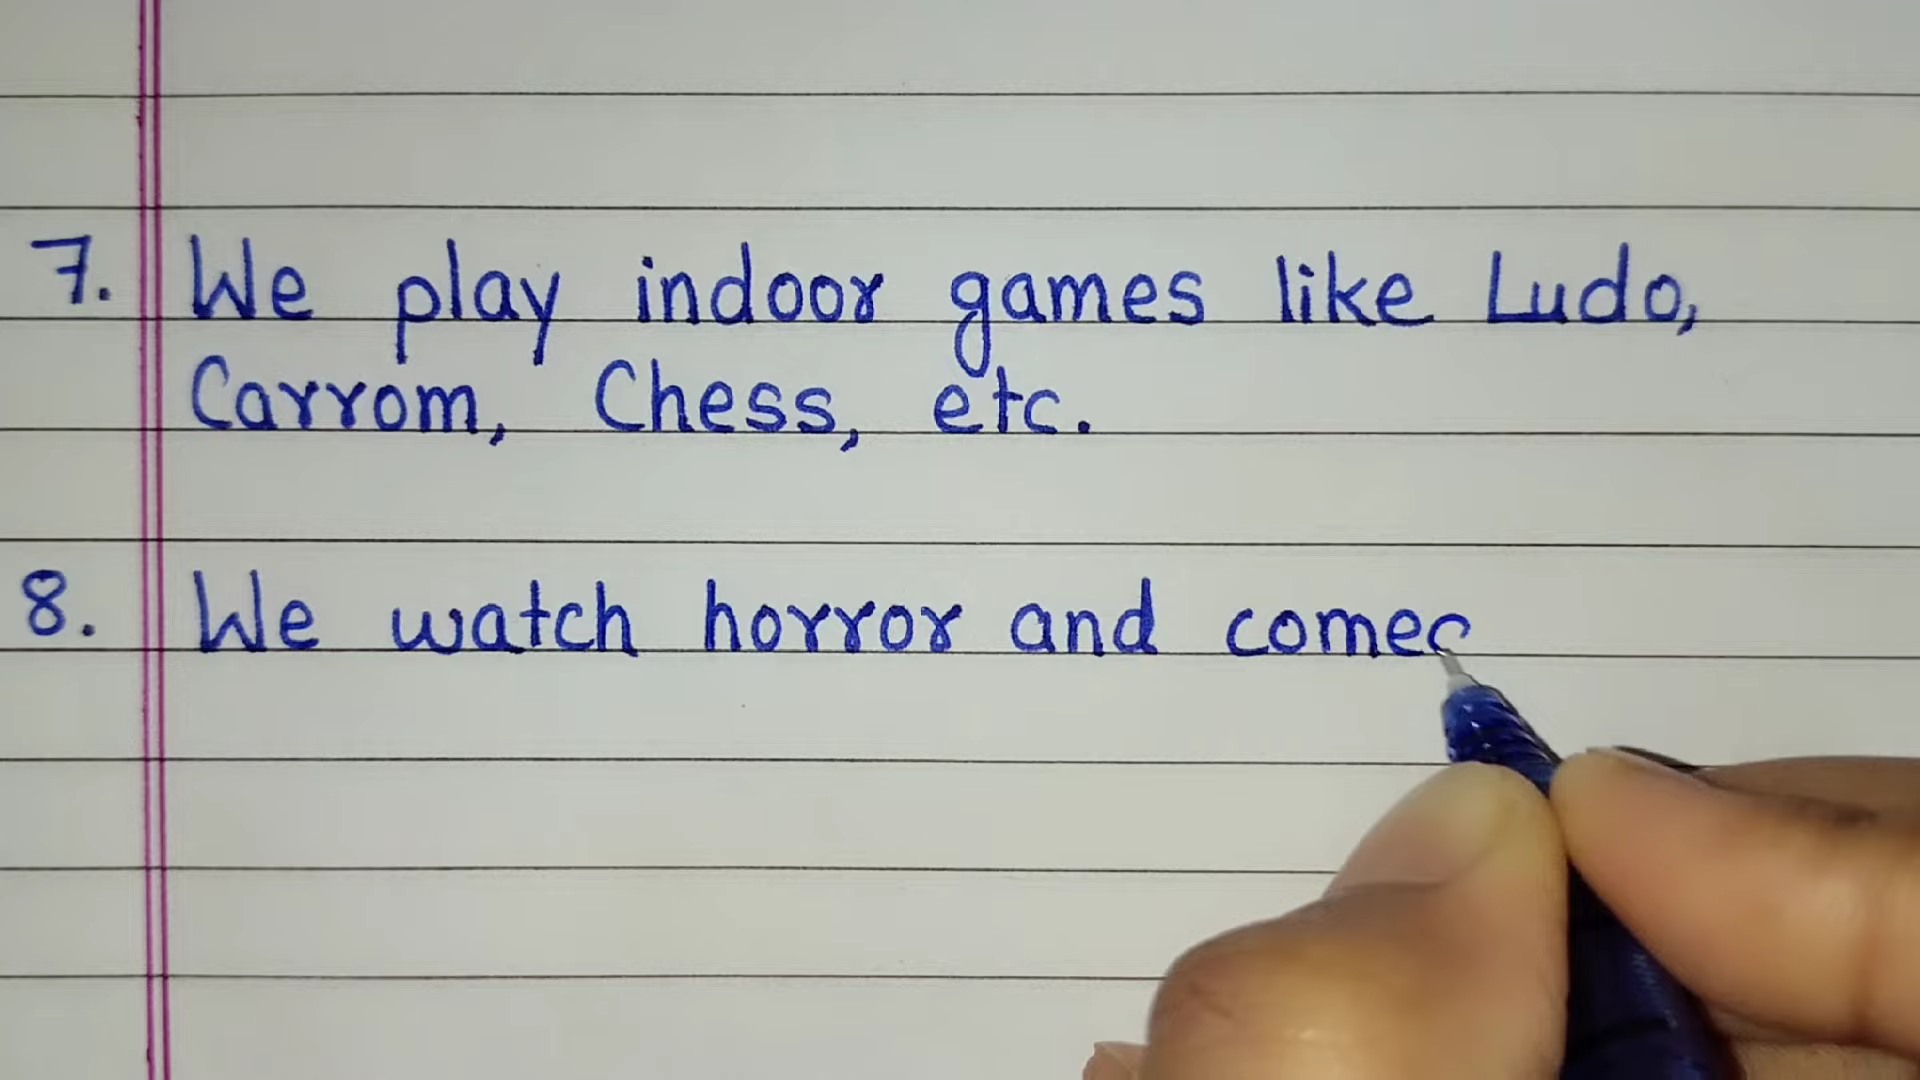 7. We play indoor games like Ludo,
Carrom, Chess, etc.
8. We watch horror and comec